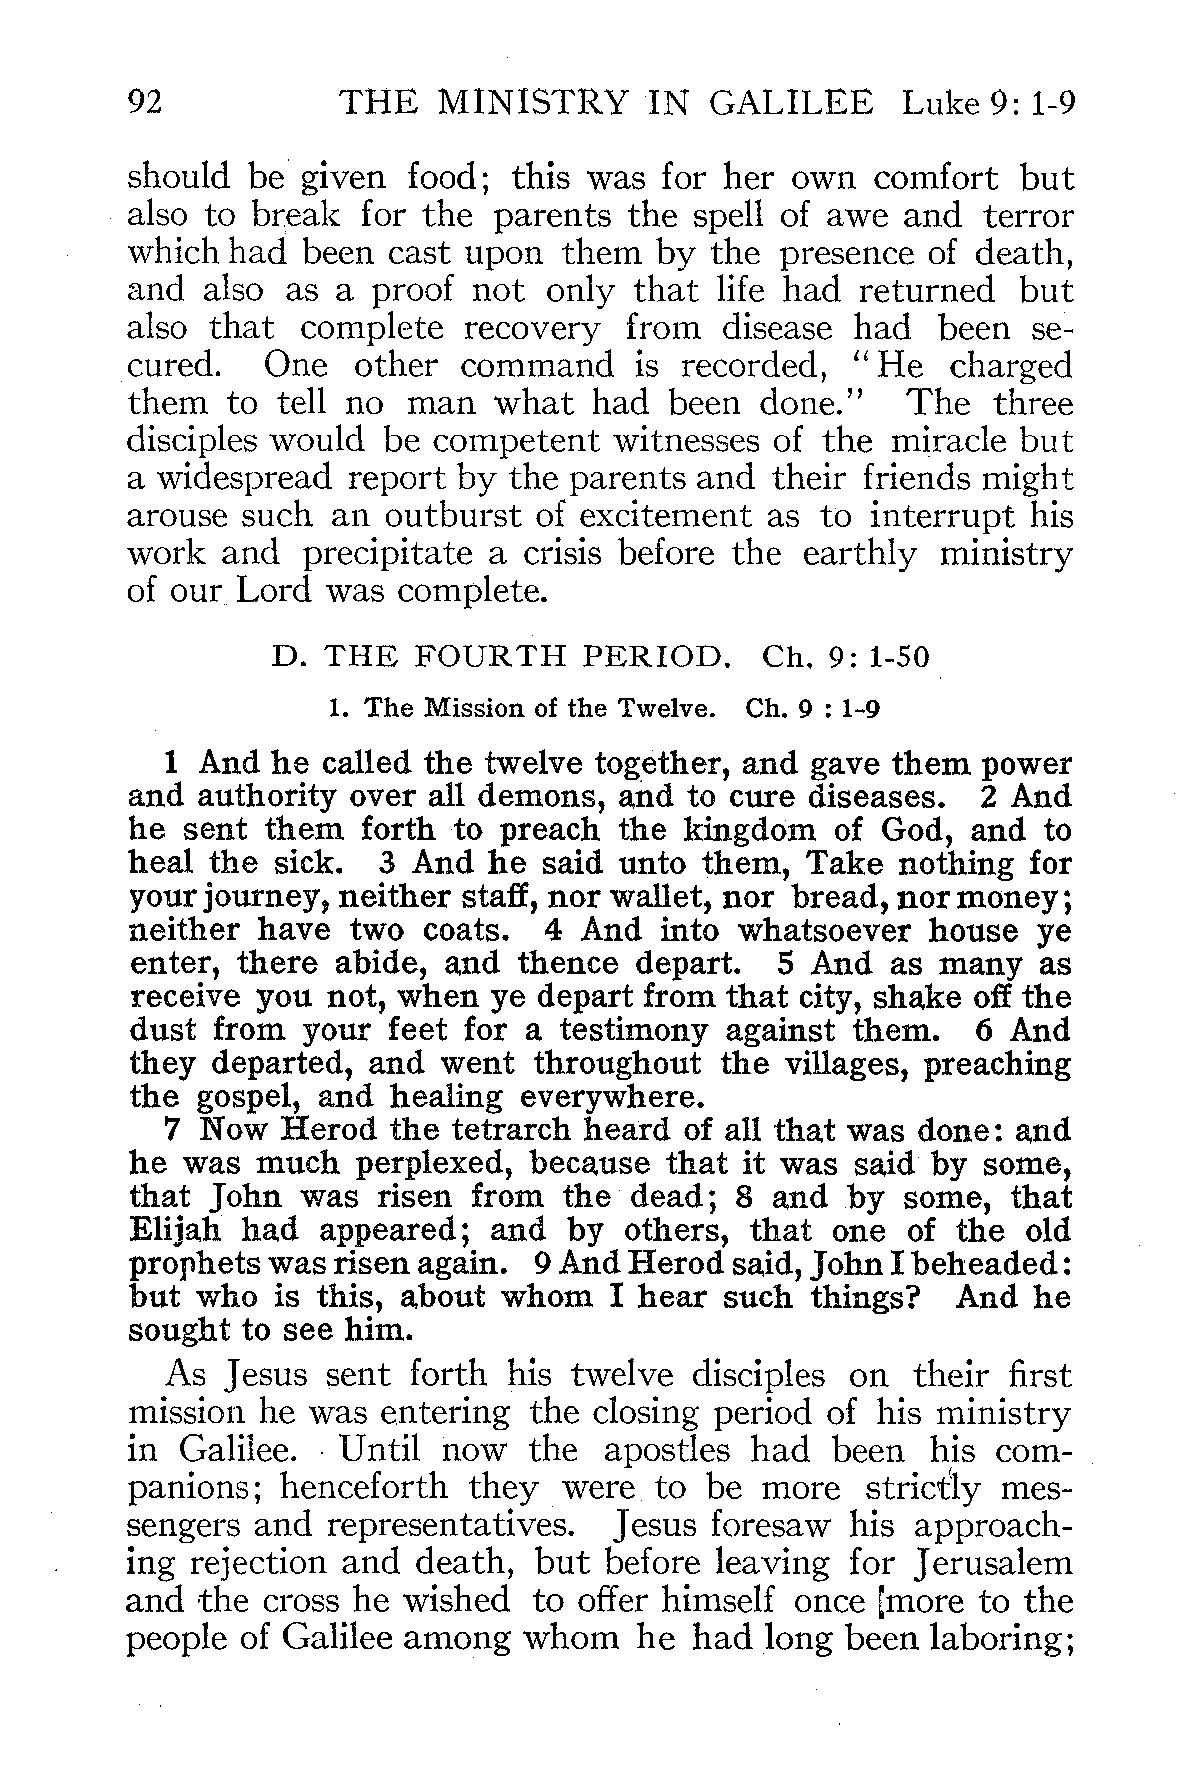 92 THE MINISTRY IN GALILEE Luke 9: 1-9
should be given food; this was for her own comfort but
also to break for the parents the spell of awe and terror
which had been cast upon them by the presence of death,
and also as a proof not only that life had returned but
also that complete recovery from disease had been se-
cured. One other command is recorded, “He charged
them to tell no man what had been done.” The three
disciples would be competent witnesses of the miracle but
a widespread report by the parents and their friends might
arouse such an outburst of excitement as to interrupt his
work and precipitate a crisis before the earthly ministry
of our Lord was complete.
D. THE FOURTH PERIOD. Ch. 9: 1-50
1. The Mission of the Twelve. Ch. 9 : 1-9
1 And he called the twelve together, and gave them power
and authority over all demons, and to cure diseases. 2 And
he sent them forth to preach the kingdom of God, and to
heal the sick. 3 And he said unto them, Take nothing for
your journey, neither staff, nor wallet, nor bread, nor money;
neither have two coats. 4 And into whatsoever house ye
enter, there abide, and thence depart. 5 And as many as
receive you not, when ye depart from that city, shake off the
dust from your feet for a testimony against them. 6 And
they departed, and went throughout the villages, preaching
the gospel, and healing everywhere.
7 Now Herod the tetrarch heard of all that was done: and
he was much perplexed, because that it was said by some,
that John was risen from the dead; 8 and by some, that
Elijah had appeared; and by others, that one of the old
prophets was risen again. 9 And Herod said, John I beheaded:
but who is this, about whom I hear such things? And he
sought to see him.
As Jesus sent forth his twelve disciples on their first
mission he was entering the closing period of his ministry
in Galilee. Until now the apostles had been his com-
panions; henceforth they were to be more strictly mes-
sengers and representatives. Jesus foresaw his approach-
ing rejection and death, but before leaving for Jerusalem
and the cross he wished to offer himself once more to the
people of Galilee among whom he had long been laboring;